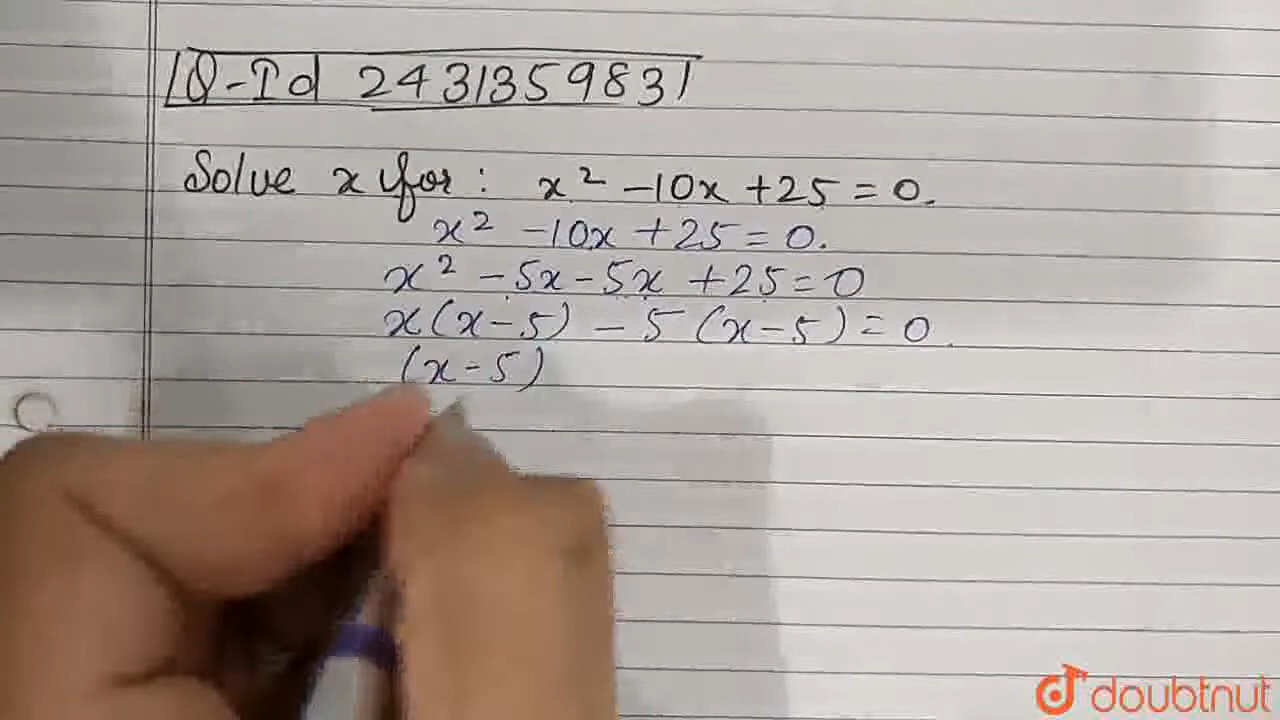 Q-Id 243135983
Solve x for: x² -10x +25 = 0.
x² -10x +25 = 0.
x² -5x -5x +25 = 0
x(x-5) -5(x-5) = 0.
(x-5)
doubtnut